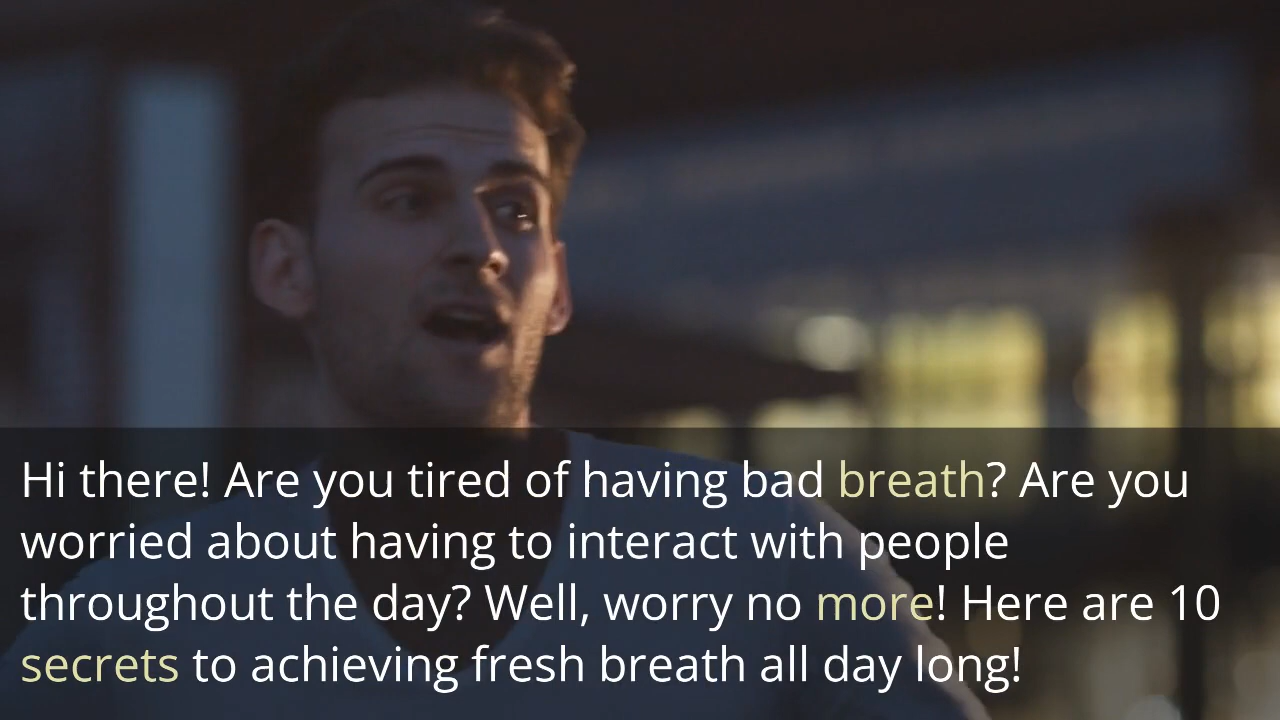 Hi there! Are you tired of having bad breath? Are you
worried about having to interact with people
throughout the day? Well, worry no more! Here are 10
secrets to achieving fresh breath all day long!